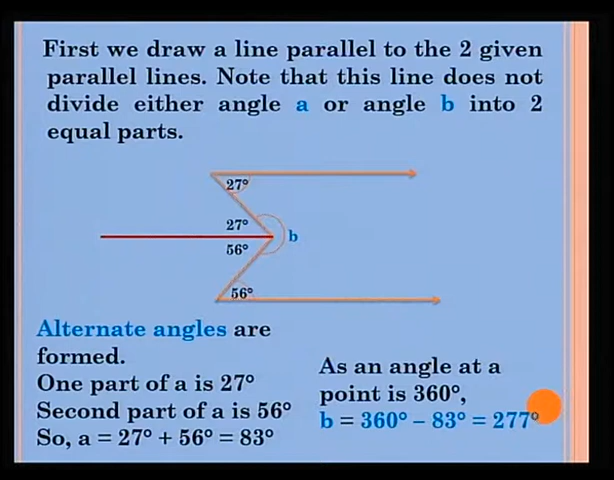 First we draw a line parallel to the 2 given
parallel lines. Note that this line does not
divide either angle a or angle b into 2
equal parts.
27°
27°
b
56°
56°
Alternate angles are
formed.
One part of a is 27°
Second part of a is 56°
So, a = 27° + 56° = 83°
As an angle at a
point is 360°,
b = 360° – 83° = 277°